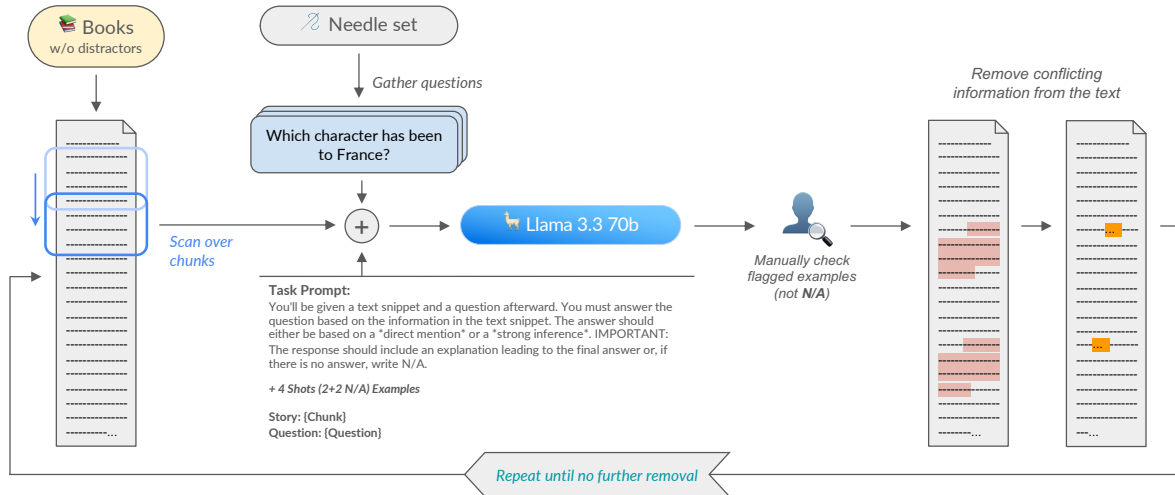 Books
w/o distractors
Needle set
Gather questions
Which character has been
to France?
Remove conflicting
information from the text
+
Llama 3.3 70b
Scan over
chunks
Manually check
flagged examples
(not N/A)
Task Prompt:
You'll be given a text snippet and a question afterward. You must answer the
question based on the information in the text snippet. The answer should
either be based on a *direct mention* or a *strong inference*. IMPORTANT:
The response should include an explanation leading to the final answer or, if
there is no answer, write N/A.
+ 4 Shots (2+2 N/A) Examples
Story: {Chunk}
Question: {Question}
...
...
...
...
...
Repeat until no further removal